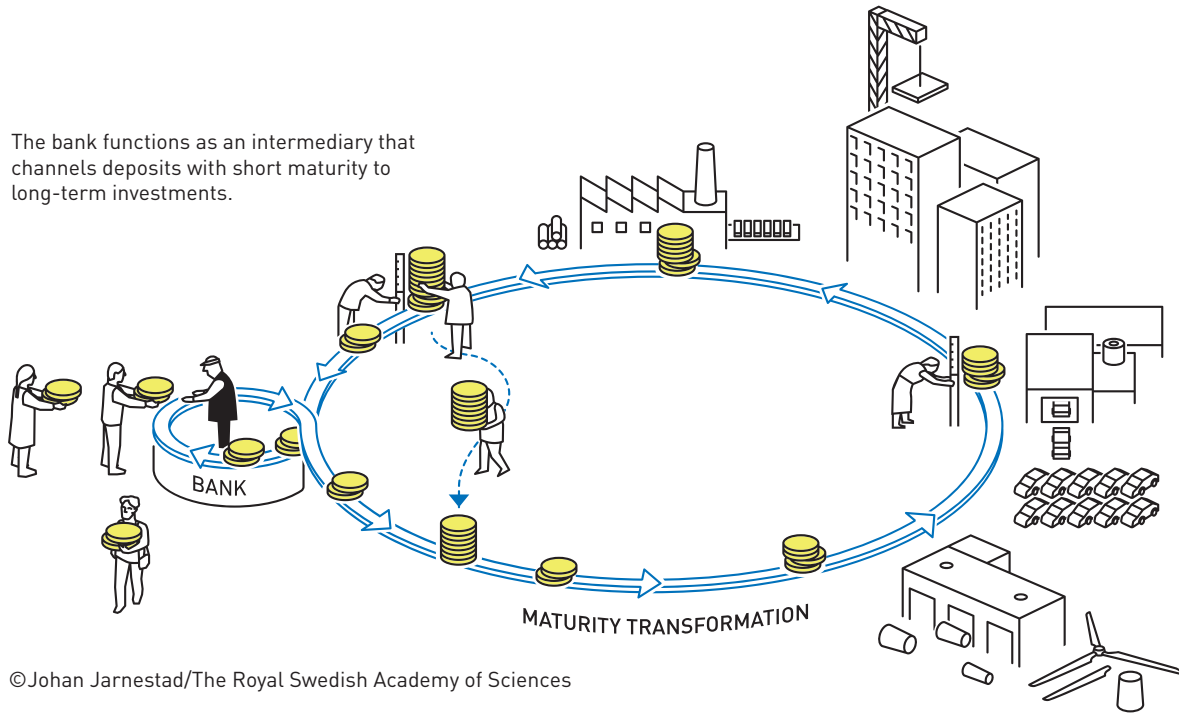 The bank functions as an intermediary that
channels deposits with short maturity to
long-term investments.
BANK
MATURITY TRANSFORMATION
©Johan Jarnestad/The Royal Swedish Academy of Sciences